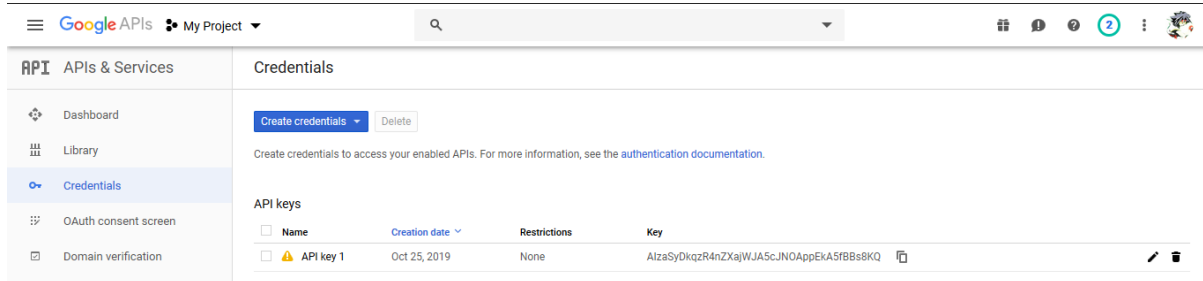 Google APIs My Project
2
API APIs & Services
Credentials
Dashboard
Library
Credentials
OAuth consent screen
Domain verification
Create credentials Delete
Create credentials to access your enabled APIs. For more information, see the authentication documentation.
API keys
Name Creation date Restrictions Key
API key 1 Oct 25, 2019 None AIzaSyDkqzR4nZXajWJA5cJNOAppEkA5fBBs8KQ